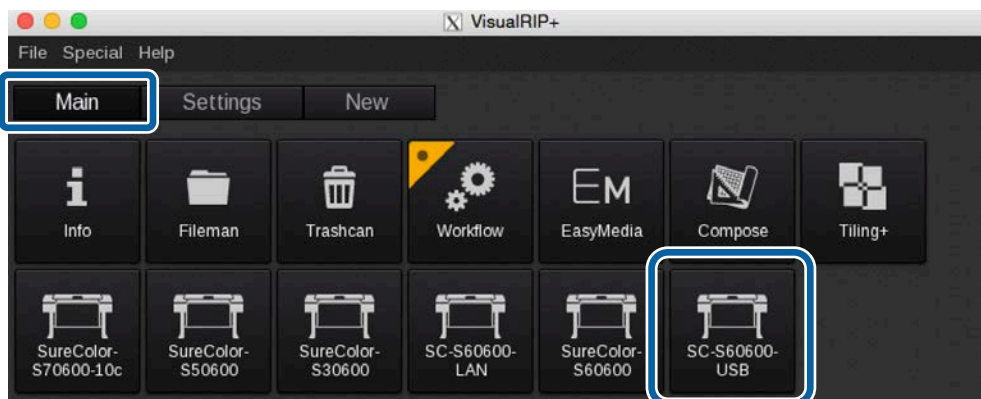 VisualRIP+
File Special Help
Main Settings New
Info Fileman Trashcan Workflow EasyMedia Compose Tiling+
SureColor- SureColor- SureColor- SC-S60600- SureColor- SC-S60600-
S70600-10c S50600 S30600 LAN S60600 USB